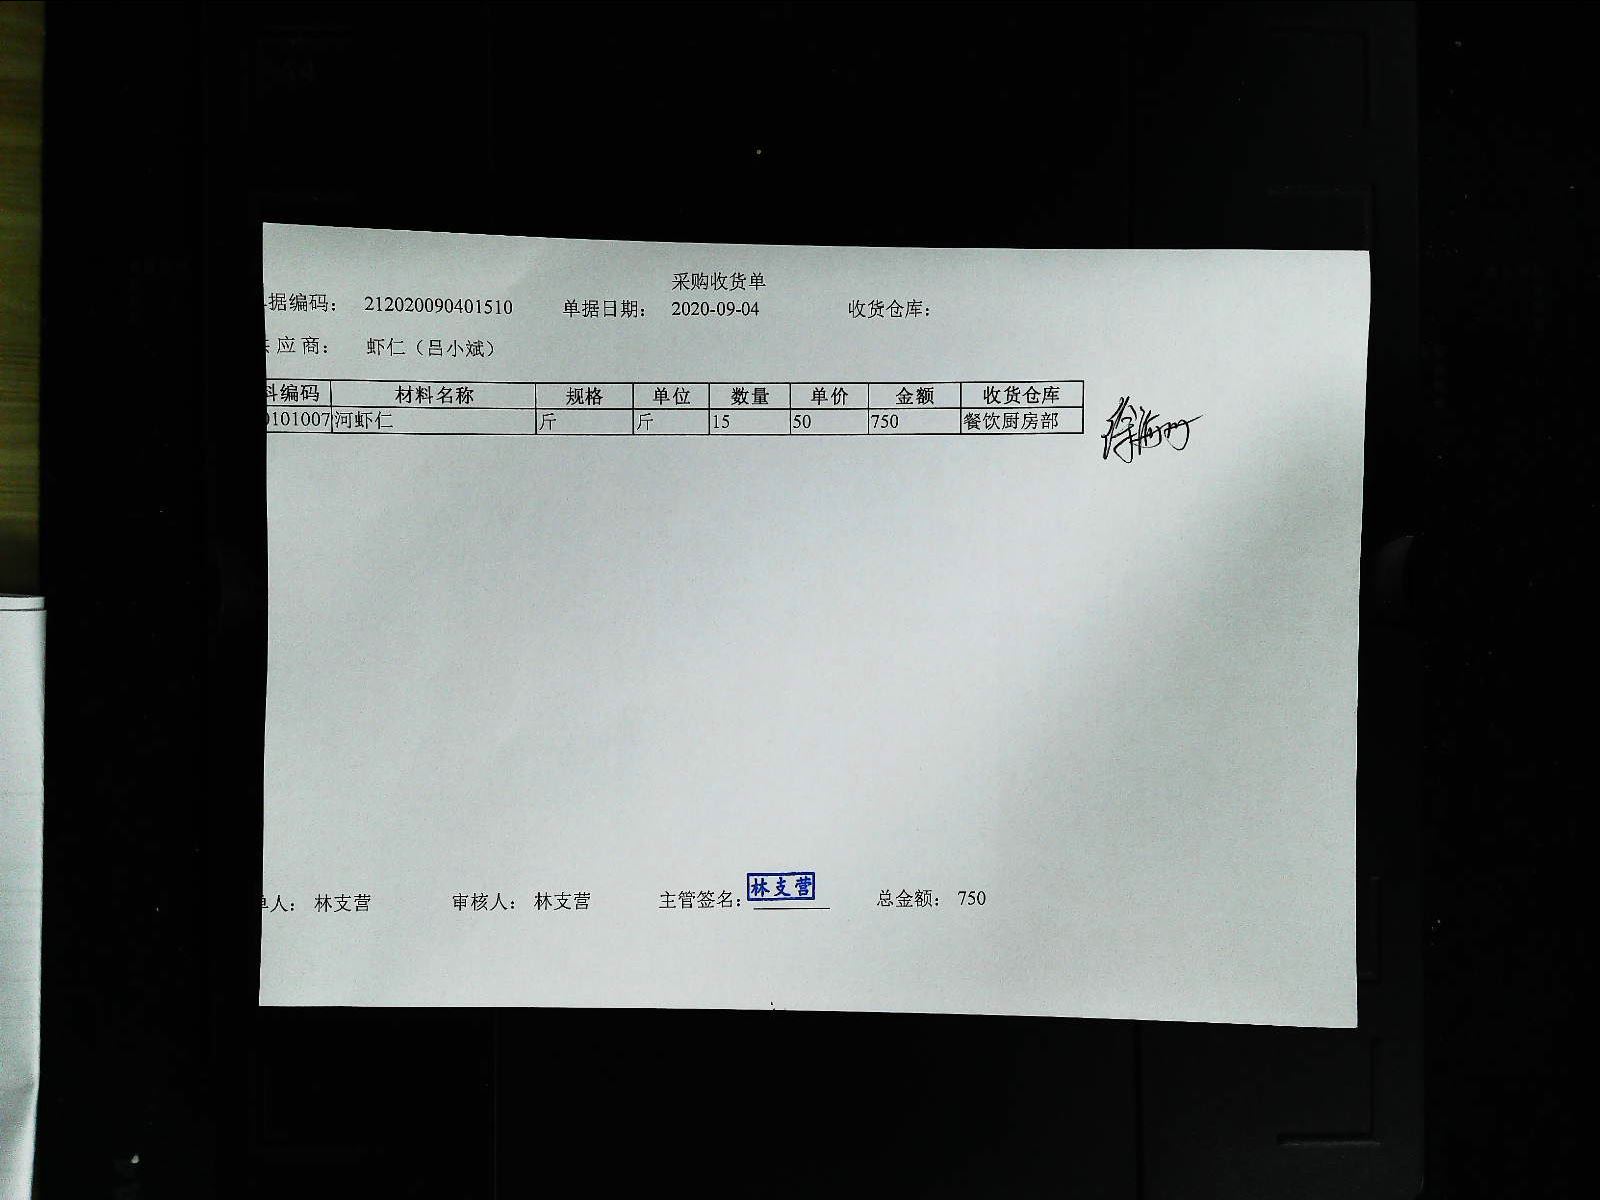 采购收货单
据编码： 212020090401510 单据日期： 2020-09-04 收货仓库：
应商： 虾仁（吕小斌）
料编码 材料名称 规格 单位 数量 单价 金额 收货仓库
0101007 河虾仁 斤 斤 15 50 750 餐饮厨房部
单人： 林支营 审核人： 林支营 主管签名： 林支营 总金额： 750